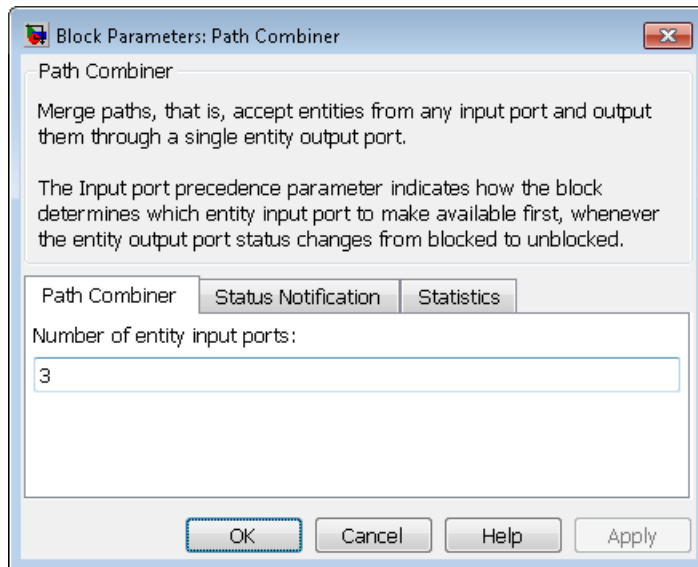 Block Parameters: Path Combiner
Path Combiner
Merge paths, that is, accept entities from any input port and output
them through a single entity output port.
The Input port precedence parameter indicates how the block
determines which entity input port to make available first, whenever
the entity output port status changes from blocked to unblocked.
Path Combiner Status Notification Statistics
Number of entity input ports:
3
OK Cancel Help Apply